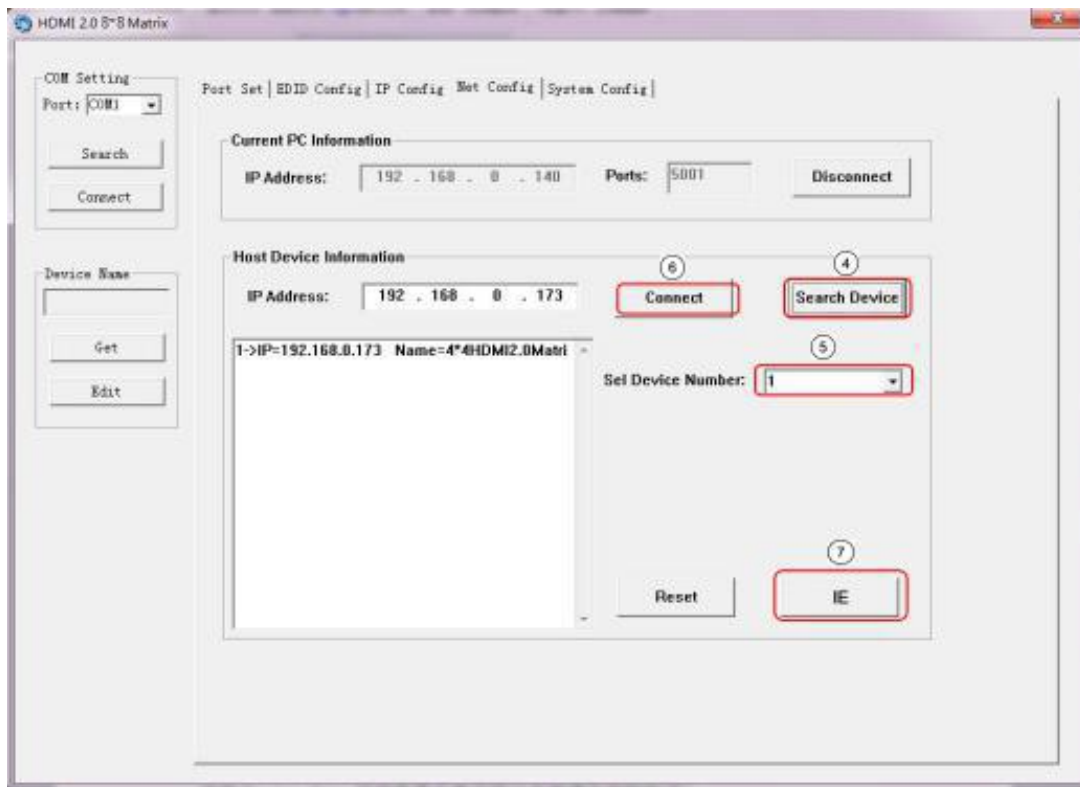 HDMI 2.0 8*8 Matrix
COM Setting
Port: COM1
Search
Connect
Device Name
Get
Edit
Port Set EDID Config IP Config Net Config System Config
Current PC Information
IP Address: 192 . 168 . 0 . 140 Ports: 5001 Disconnect
Host Device Information
6 4
IP Address: 192 . 168 . 0 . 173 Connect Search Device
1->IP=192.168.0.173 Name=4*4HDMI2.0Matri
5
Sel Device Number: 1
7
Reset IE